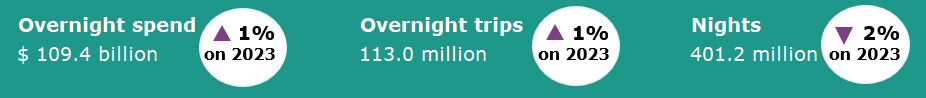 Overnight spend
$ 109.4 billion
▲ 1%
on 2023
Overnight trips
113.0 million
▲ 1%
on 2023
Nights
401.2 million
▼ 2%
on 2023